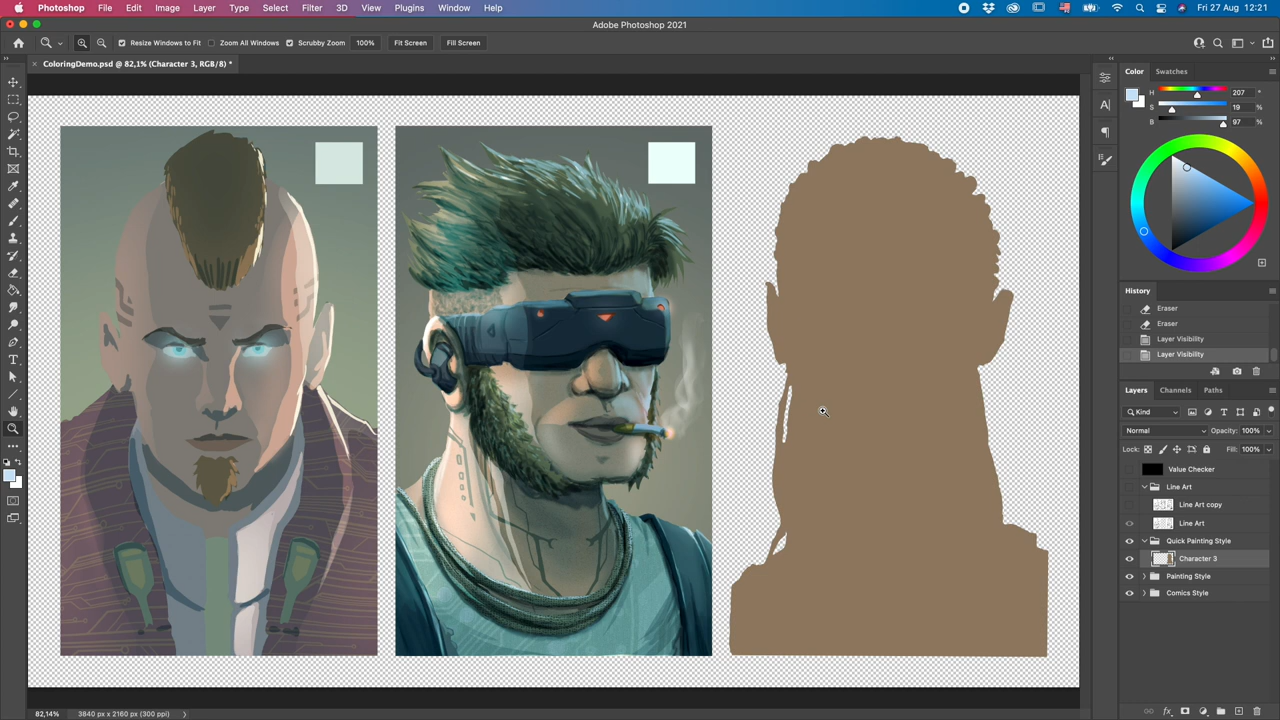 Photoshop File Edit Image Layer Type Select Filter 3D View Plugins Window Help Fri 27 Aug 12:21
Adobe Photoshop 2021
Resize Windows to Fit Zoom All Windows Scrubby Zoom 100% Fit Screen Fill Screen
ColoringDemo.psd @ 82,1% (Character 3, RGB/8) *
Color Swatches
H 207 °
S 19 %
B 97 %
History
Eraser
Eraser
Layer Visibility
Layer Visibility
Layers Channels Paths
Kind
Normal Opacity: 100%
Lock: Fill: 100%
Value Checker
Line Art
Line Art copy
Line Art
Quick Painting Style
Character 3
Painting Style
Comics Style
82,14% 3840 px x 2160 px (300 ppi)